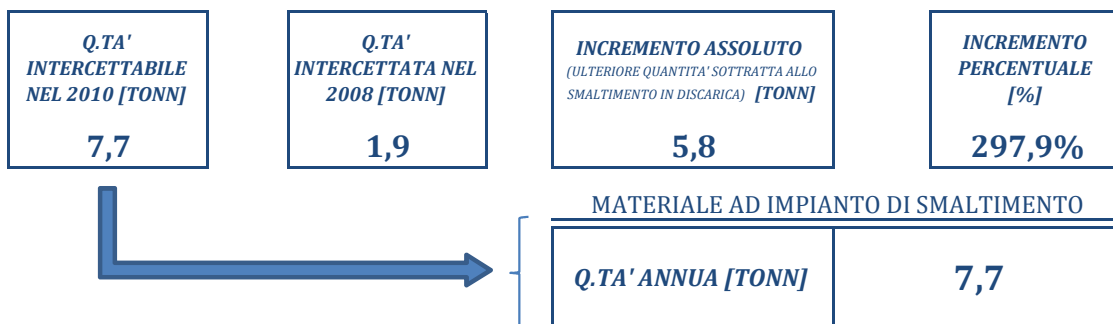 Q.TA'
INTERCETTABILE
NEL 2010 [TONN]
7,7
Q.TA'
INTERCETTATA NEL
2008 [TONN]
1,9
INCREMENTO ASSOLUTO
(ULTERIORE QUANTITA' SOTTRATTA ALLO
SMALTIMENTO IN DISCARICA) [TONN]
5,8
INCREMENTO
PERCENTUALE
[%]
297,9%
MATERIALE AD IMPIANTO DI SMALTIMENTO
Q.TA' ANNUA [TONN]
7,7